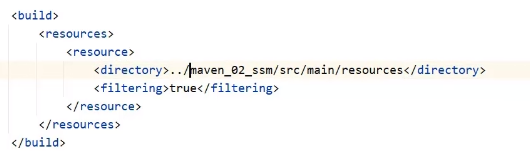 <build>
<resources>
<resource>
<directory>../maven_02_ssm/src/main/resources</directory>
<filtering>true</filtering>
</resource>
</resources>
</build>